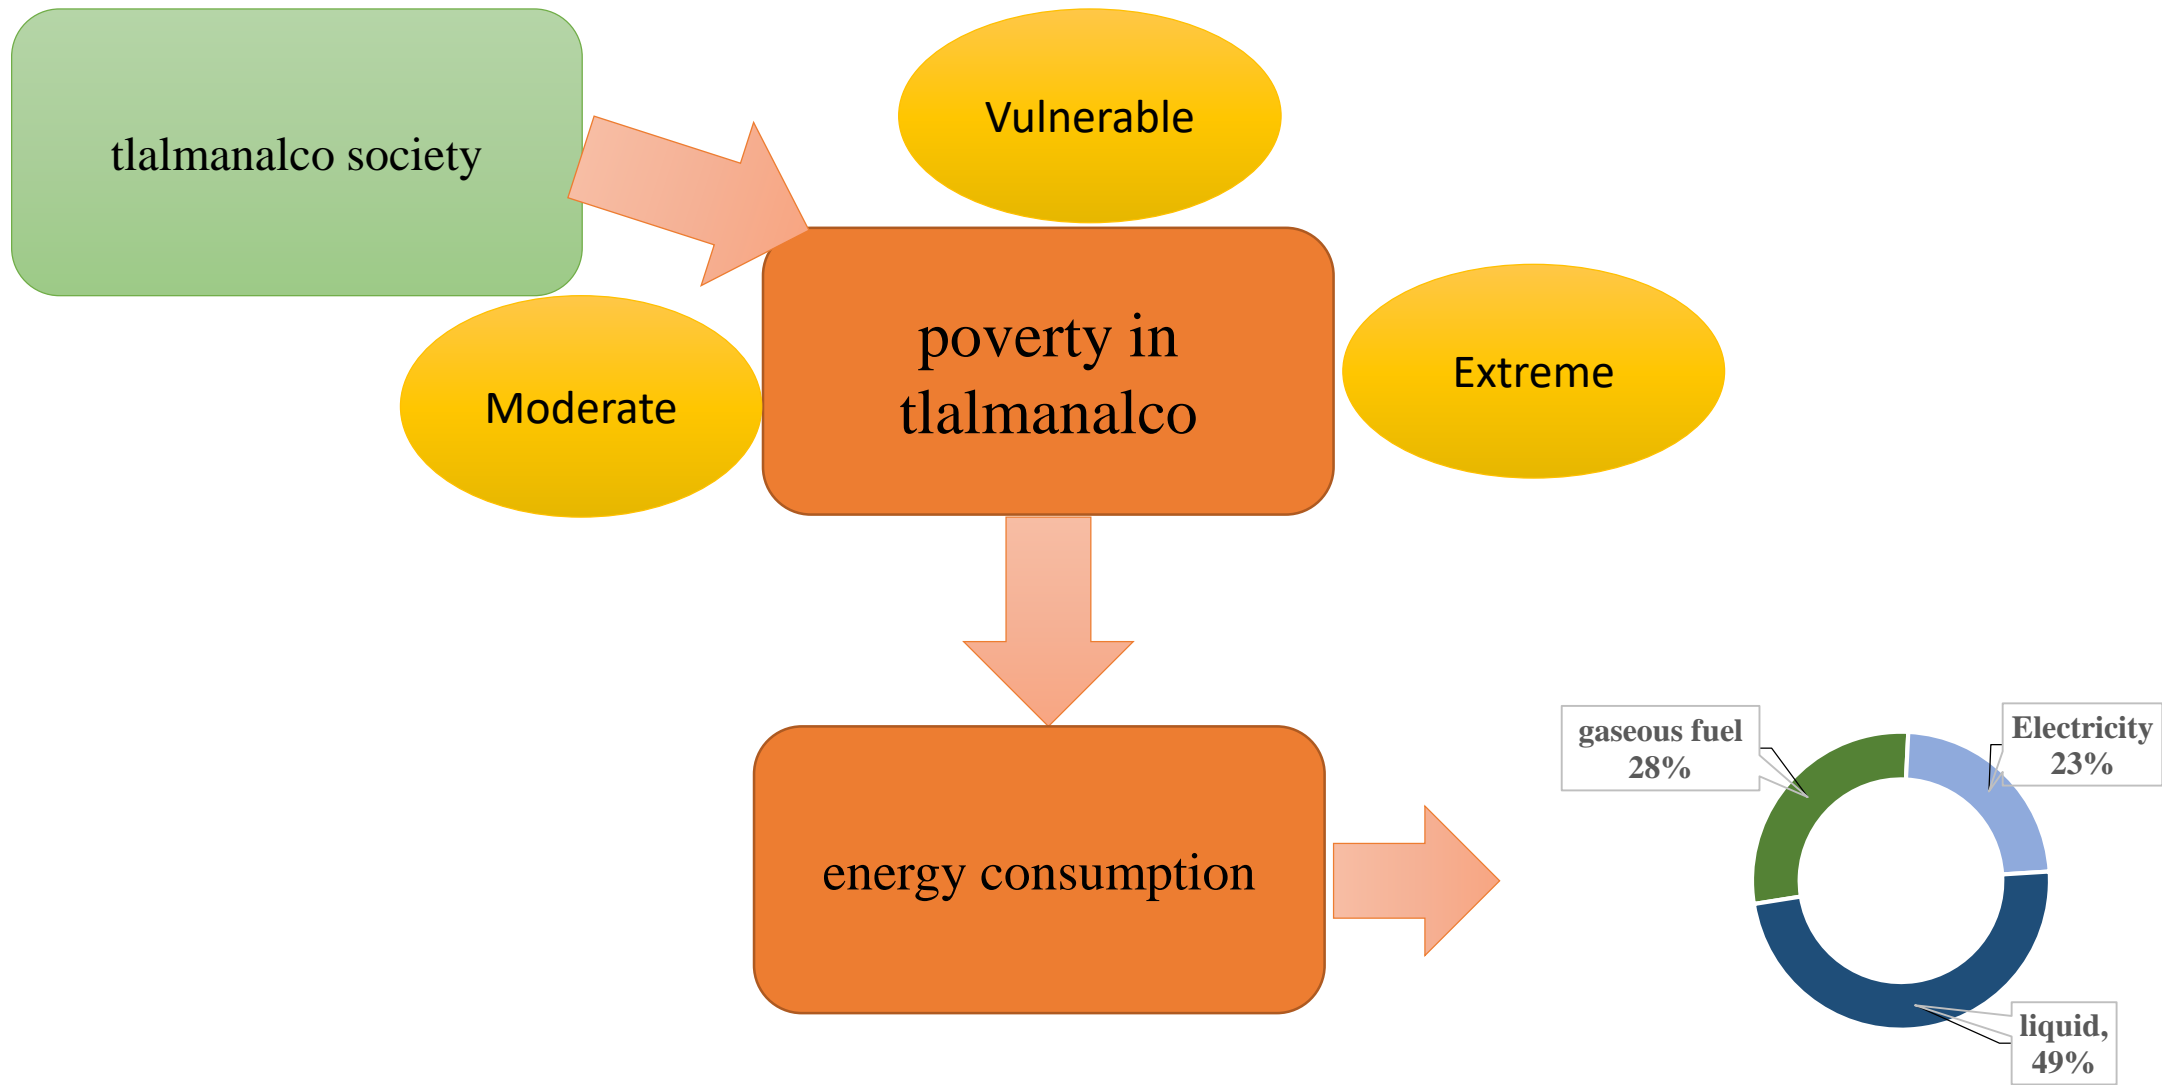 tlalmanalco society
Vulnerable
Moderate
poverty in
tlalmanalco
Extreme
energy consumption
gaseous fuel
28%
Electricity
23%
liquid,
49%